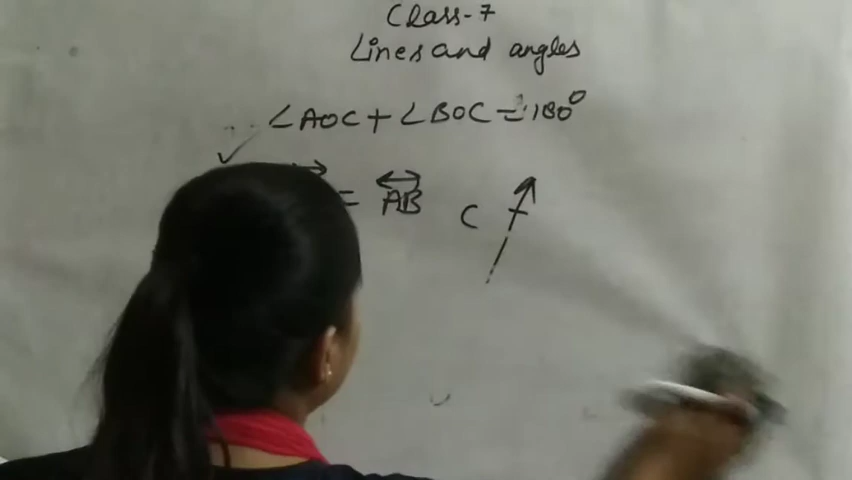 Class-7
Lines and angles
∠AOC + ∠BOC = 180°
= AB
C